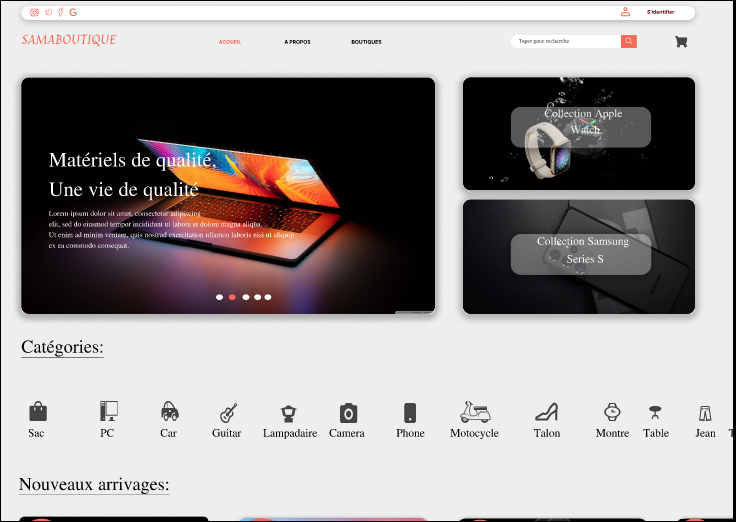 S'identifier
SAMABOUTIQUE
ACCUEIL
A PROPOS
BOUTIQUES
Taper pour recherche
Matériels de qualité,
Une vie de qualité
Lorem ipsum dolor sit amet, consectetur adipiscing
elit, sed do eiusmod tempor incididunt ut labore et dolore magna aliqua.
Ut enim ad minim veniam, quis nostrud exercitation ullamco laboris nisi ut aliquip
ex ea commodo consequat.
Collection Apple
Watch
Collection Samsung
Series S
Catégories:
Sac
PC
Car
Guitar
Lampadaire
Camera
Phone
Motocycle
Talon
Montre
Table
Jean
Nouveaux arrivages: